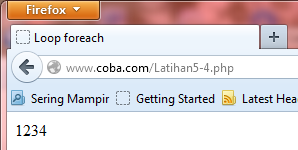 Firefox
Loop foreach
www.coba.com/Latihan5-4.php
Sering Mampir Getting Started Latest Hea
1234